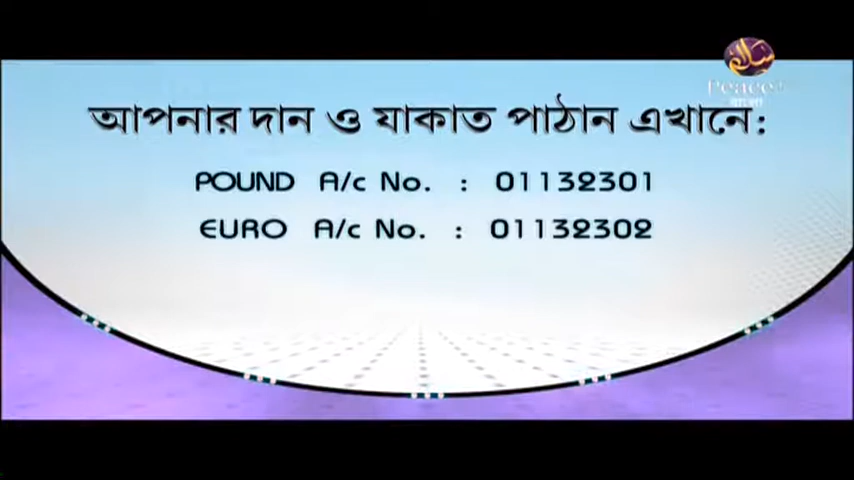 Peace
বাংলা
আপনার দান ও যাকাত পাঠান এখানে:
POUND A/c No. : 01132301
EURO A/c No. : 01132302